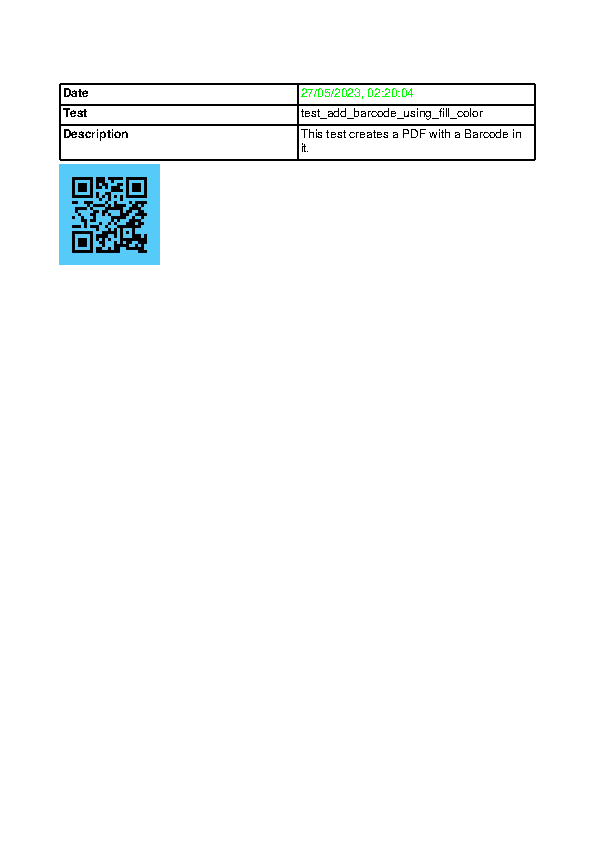 Date 27/05/2023, 02:20:04
Test test_add_barcode_using_fill_color
Description This test creates a PDF with a Barcode in
it.